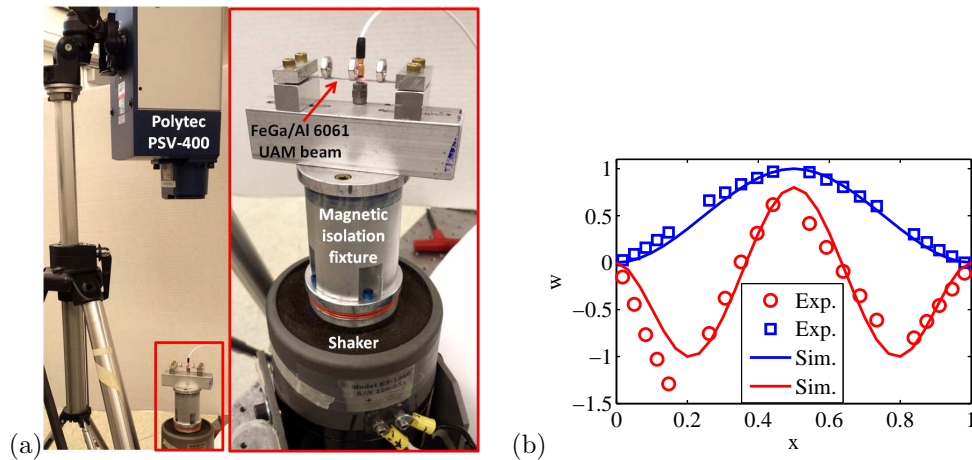 Polytec
PSV-400
FeGa/Al 6061
UAM beam
Magnetic
isolation
fixture
Shaker
(a)
1
0.5
0
−0.5
−1
−1.5
w
Exp.
Exp.
Sim.
Sim.
0
0.2
0.4
0.6
0.8
1
x
(b)